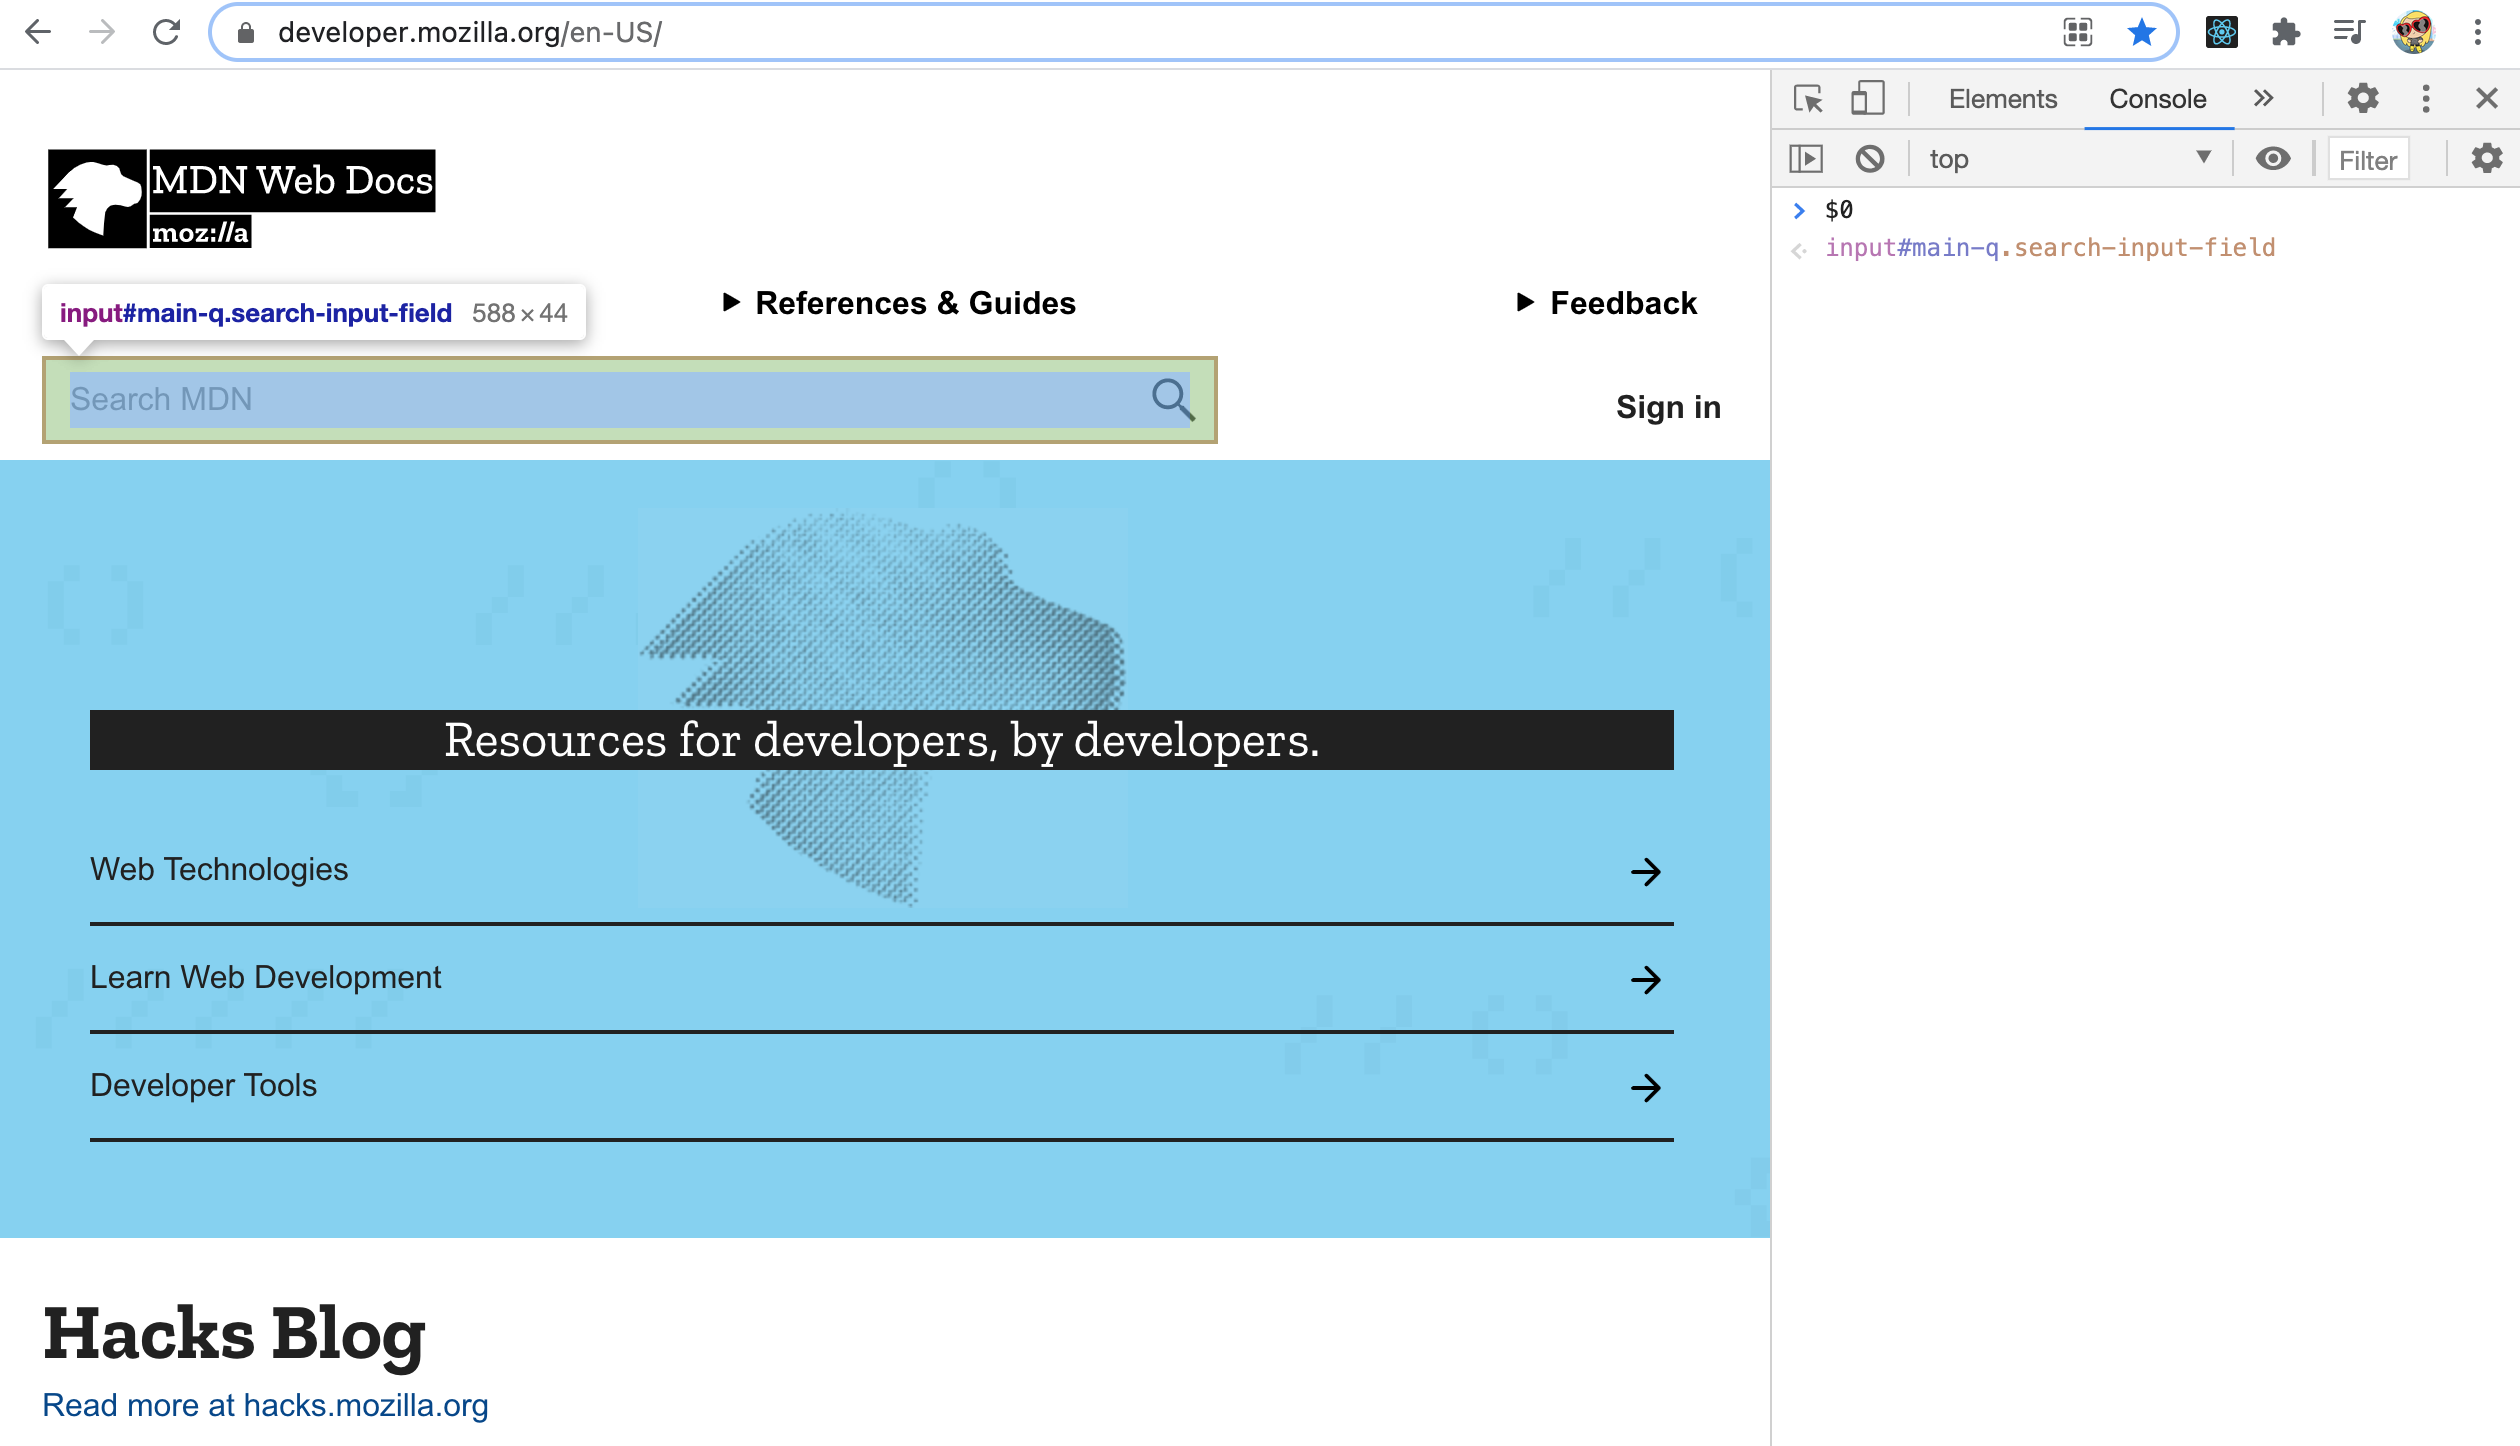 developer.mozilla.org/en-US/
MDN Web Docs
moz://a
input#main-q.search-input-field 588 × 44
References & Guides
Feedback
Search MDN
Sign in
Resources for developers, by developers.
Web Technologies
Learn Web Development
Developer Tools
Hacks Blog
Read more at hacks.mozilla.org
Elements
Console
top
Filter
$0
input#main-q.search-input-field